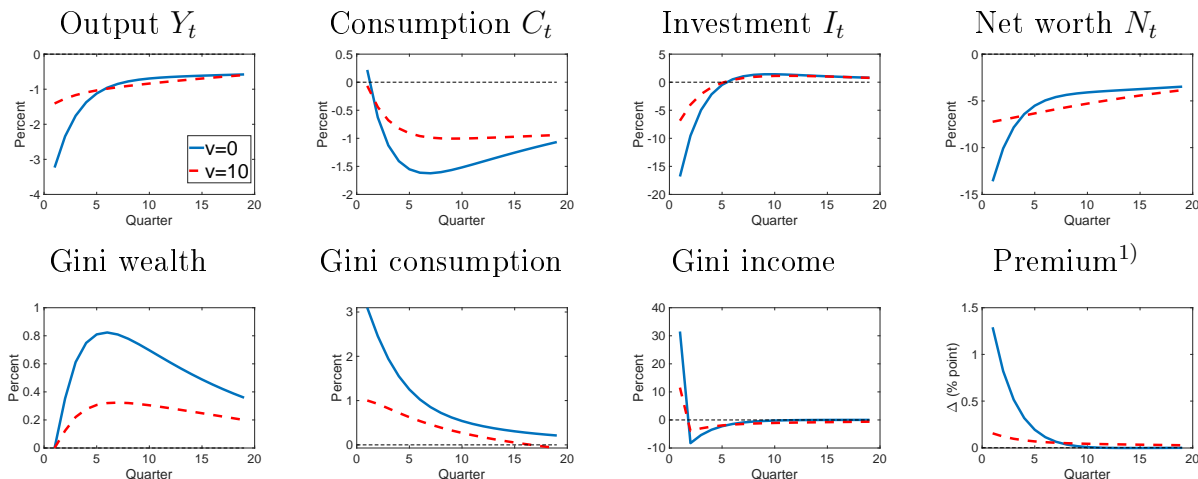 Output Y_t
Consumption C_t
Investment I_t
Net worth N_t
0
-1
-2
-3
-4
Percent
v=0
v=10
0 5 10 15 20
Quarter
0.5
0
-0.5
-1
-1.5
-2
Percent
0 5 10 15 20
Quarter
5
0
-5
-10
-15
-20
Percent
0 5 10 15 20
Quarter
0
-5
-10
-15
Percent
0 5 10 15 20
Quarter
Gini wealth
Gini consumption
Gini income
Premium¹⁾
1
0.8
0.6
0.4
0.2
0
Percent
0 5 10 15 20
Quarter
3
2
1
0
Percent
0 5 10 15 20
Quarter
40
30
20
10
0
-10
Percent
0 5 10 15 20
Quarter
1.5
1
0.5
0
Δ (% point)
0 5 10 15 20
Quarter